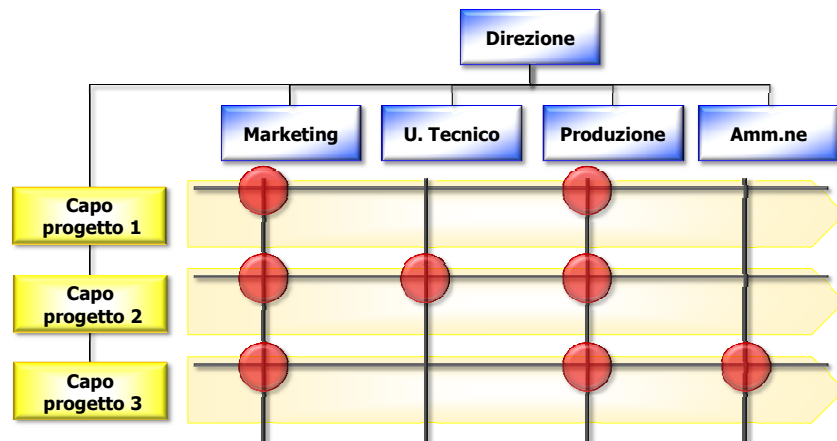 Direzione
Marketing
U. Tecnico
Produzione
Amm.ne
Capo
progetto 1
Capo
progetto 2
Capo
progetto 3